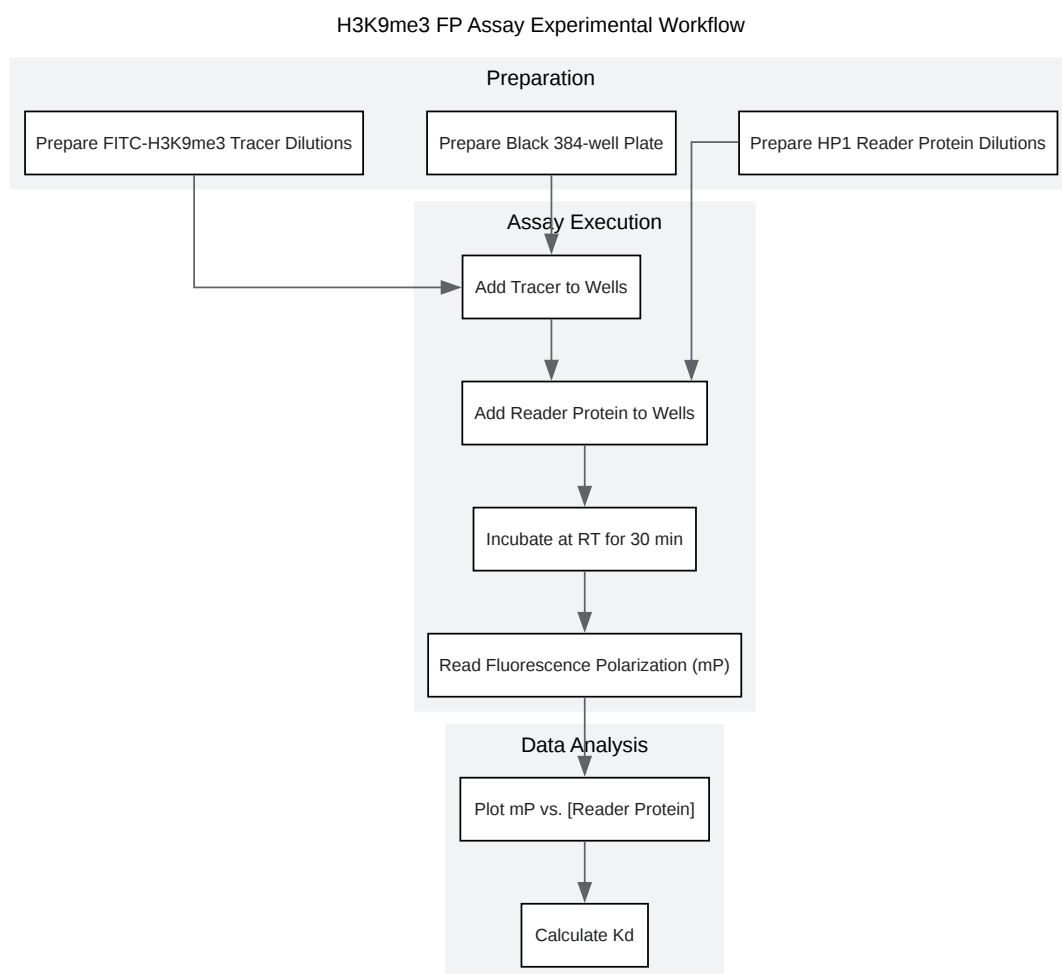 H3K9me3 FP Assay Experimental Workflow
Preparation
Prepare FITC-H3K9me3 Tracer Dilutions
Prepare Black 384-well Plate
Prepare HP1 Reader Protein Dilutions
Assay Execution
Add Tracer to Wells
Add Reader Protein to Wells
Incubate at RT for 30 min
Read Fluorescence Polarization (mP)
Data Analysis
Plot mP vs. [Reader Protein]
Calculate Kd